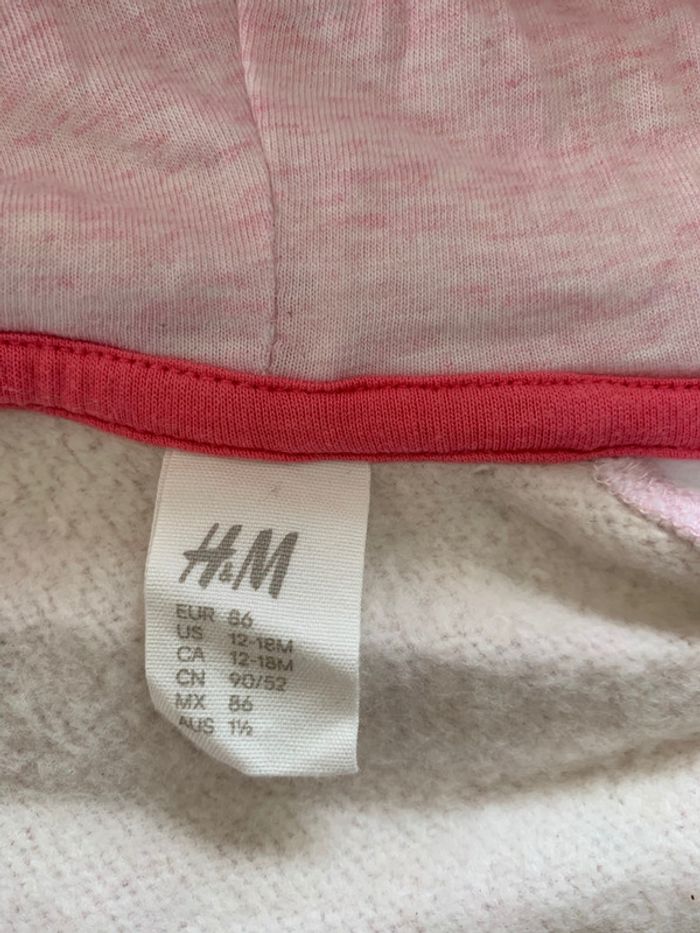 H&M
EUR 86
US 12-18M
CA 12-18M
CN 90/52
MX 86
AUS 1½